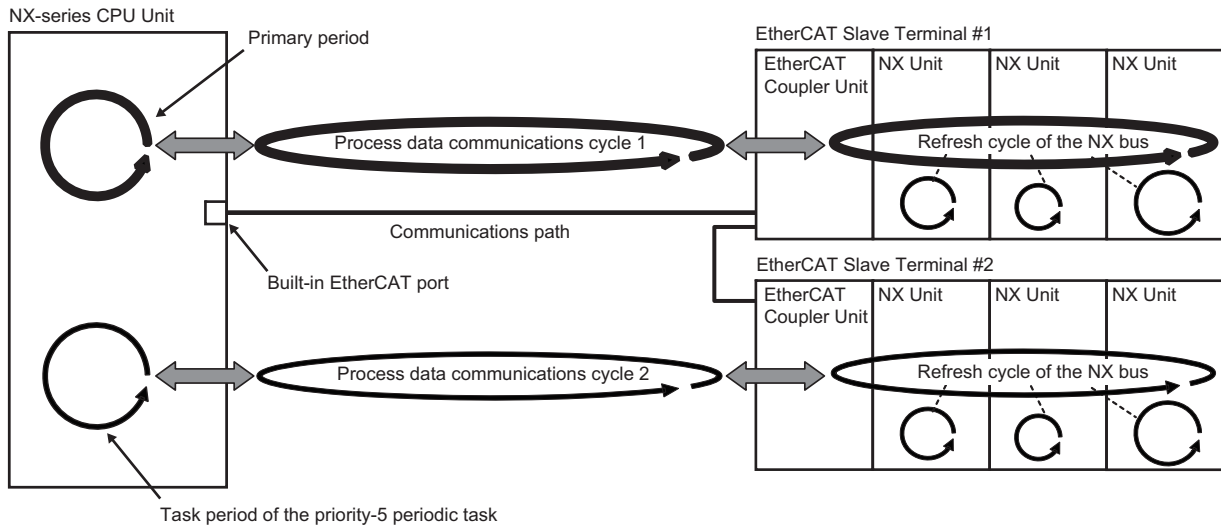 NX-series CPU Unit
Primary period
EtherCAT Slave Terminal #1
EtherCAT
Coupler Unit
NX Unit
NX Unit
NX Unit
Process data communications cycle 1
Refresh cycle of the NX bus
Communications path
Built-in EtherCAT port
EtherCAT Slave Terminal #2
EtherCAT
Coupler Unit
NX Unit
NX Unit
NX Unit
Process data communications cycle 2
Refresh cycle of the NX bus
Task period of the priority-5 periodic task